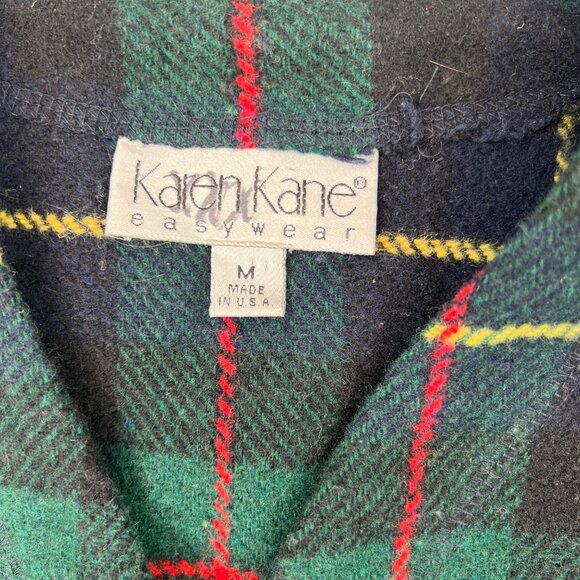 Karen Kane®
easywear
M
MADE
IN U.S.A.